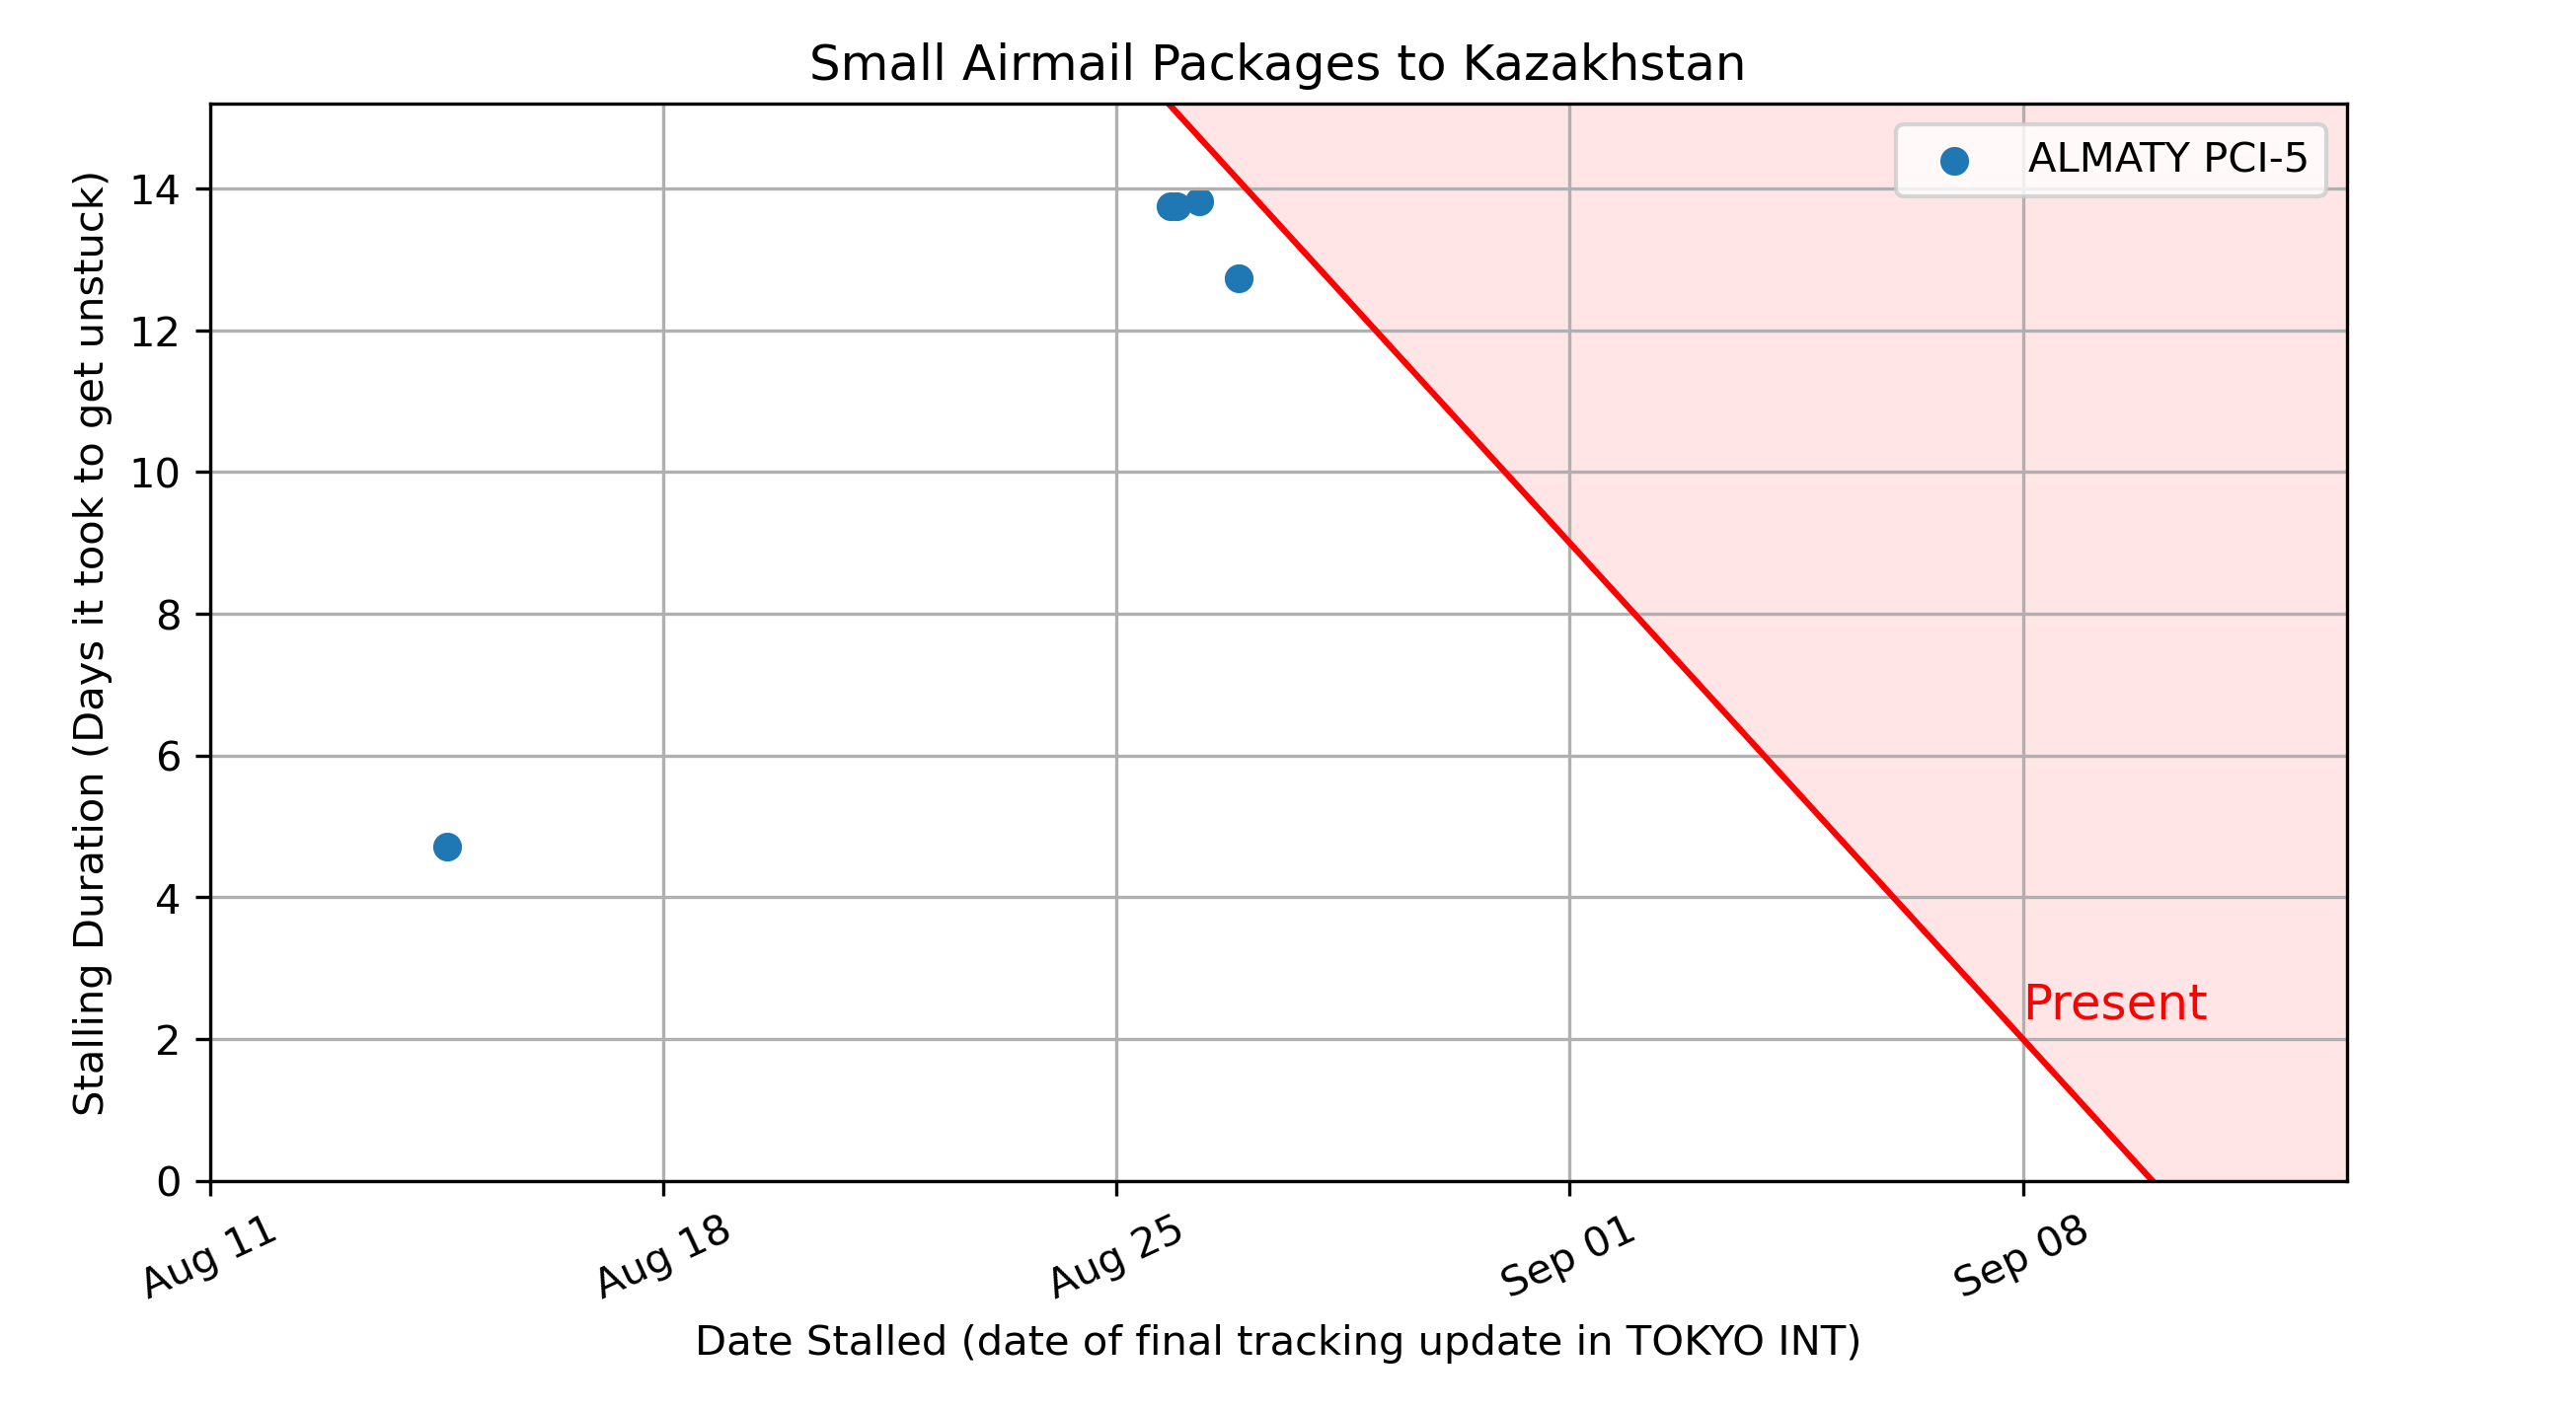 Small Airmail Packages to Kazakhstan
ALMATY PCI-5
Stalling Duration (Days it took to get unstuck)
14
12
10
8
6
4
2
0
Present
Aug 11
Aug 18
Aug 25
Sep 01
Sep 08
Date Stalled (date of final tracking update in TOKYO INT)